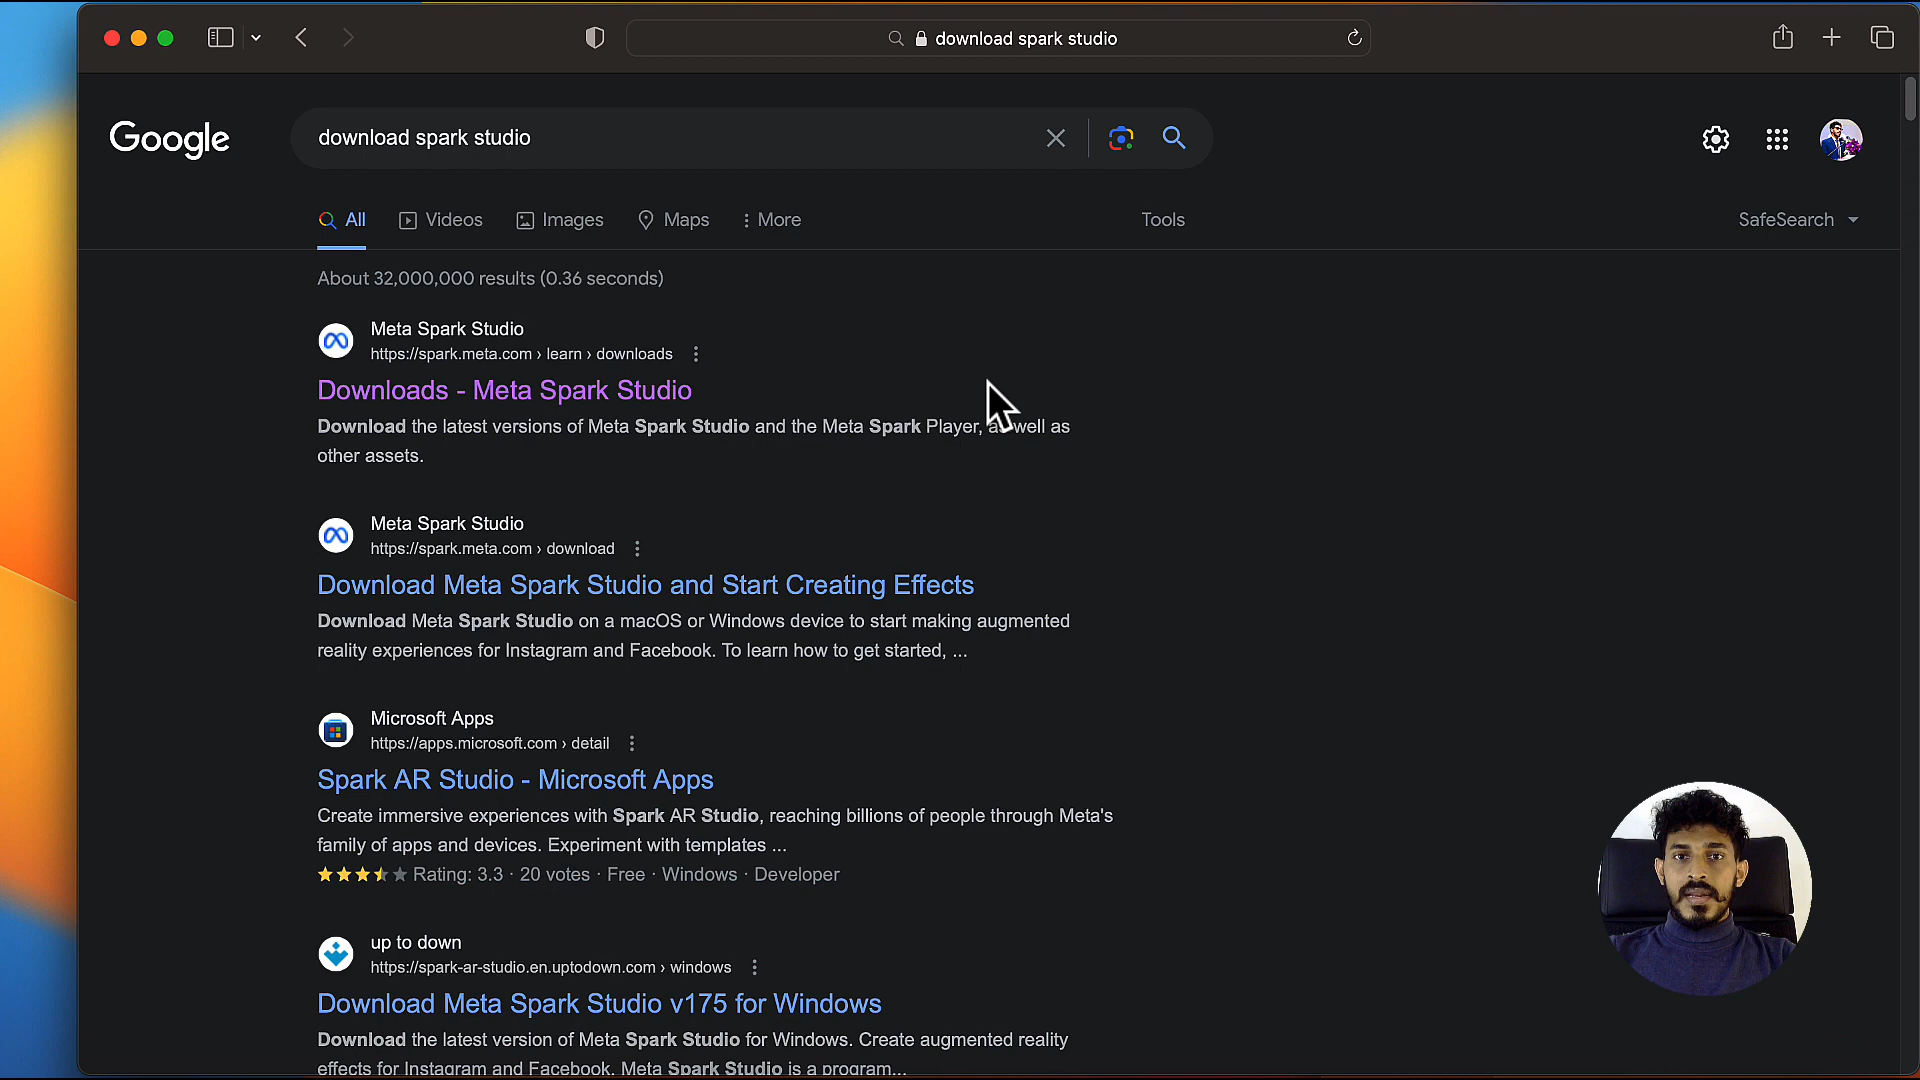 download spark studio
Google
download spark studio
All
Videos
Images
Maps
More
Tools
SafeSearch
About 32,000,000 results (0.36 seconds)
Meta Spark Studio
https://spark.meta.com › learn › downloads
Downloads - Meta Spark Studio
Download the latest versions of Meta Spark Studio and the Meta Spark Player, as well as
other assets.
Meta Spark Studio
https://spark.meta.com › download
Download Meta Spark Studio and Start Creating Effects
Download Meta Spark Studio on a macOS or Windows device to start making augmented
reality experiences for Instagram and Facebook. To learn how to get started, ...
Microsoft Apps
https://apps.microsoft.com › detail
Spark AR Studio - Microsoft Apps
Create immersive experiences with Spark AR Studio, reaching billions of people through Meta's
family of apps and devices. Experiment with templates ...
Rating: 3.3 · 20 votes · Free · Windows · Developer
up to down
https://spark-ar-studio.en.uptodown.com › windows
Download Meta Spark Studio v175 for Windows
Download the latest version of Meta Spark Studio for Windows. Create augmented reality
effects for Instagram and Facebook. Meta Spark Studio is a program...